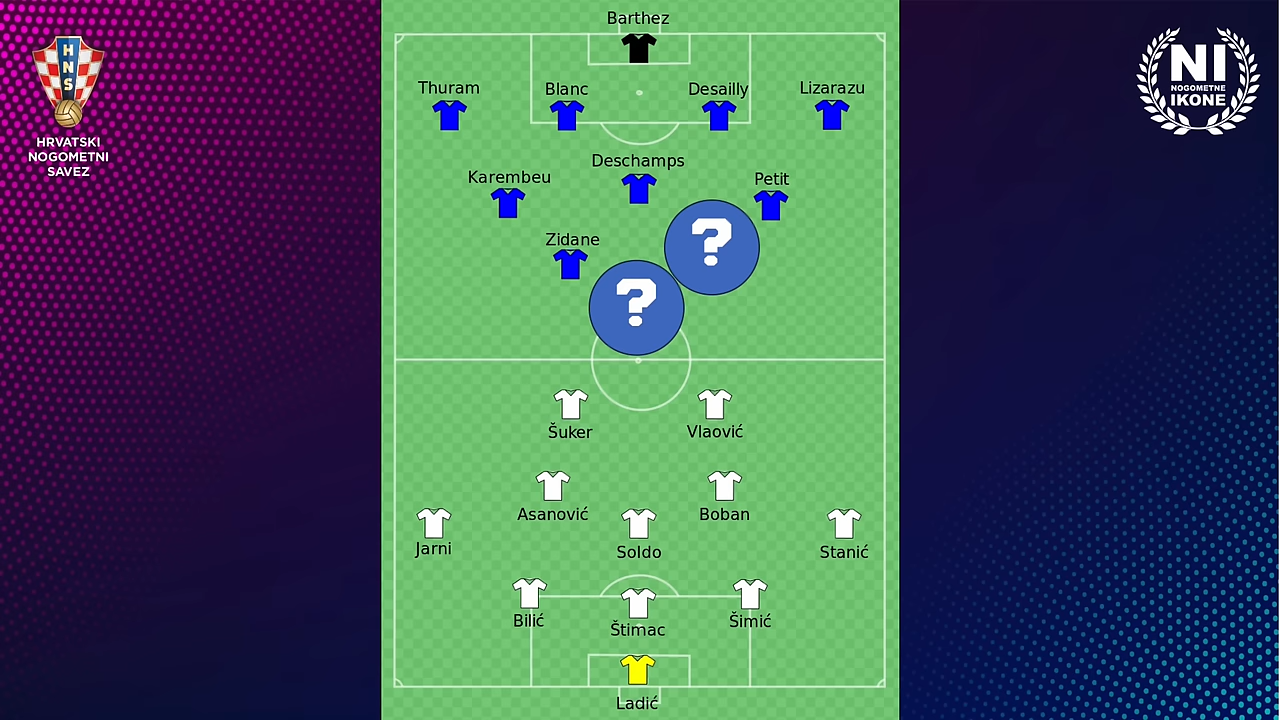 Barthez
H
N
S
HRVATSKI
NOGOMETNI
SAVEZ
NI
NOGOMETNE
IKONE
Thuram
Blanc
Desailly
Lizarazu
Deschamps
Karembeu
Petit
?
Zidane
?
Šuker
Vlaović
Asanović
Boban
Jarni
Soldo
Stanić
Bilić
Štimac
Šimić
Ladić